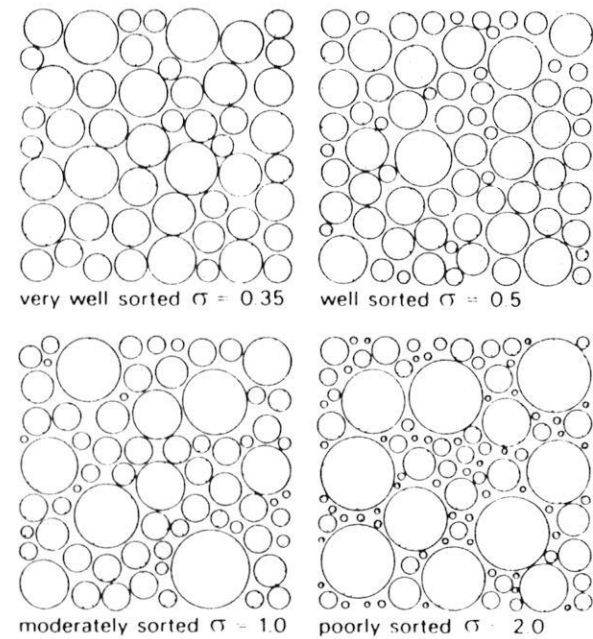 very well sorted σ = 0.35
well sorted σ = 0.5
moderately sorted σ = 1.0
poorly sorted σ = 2.0